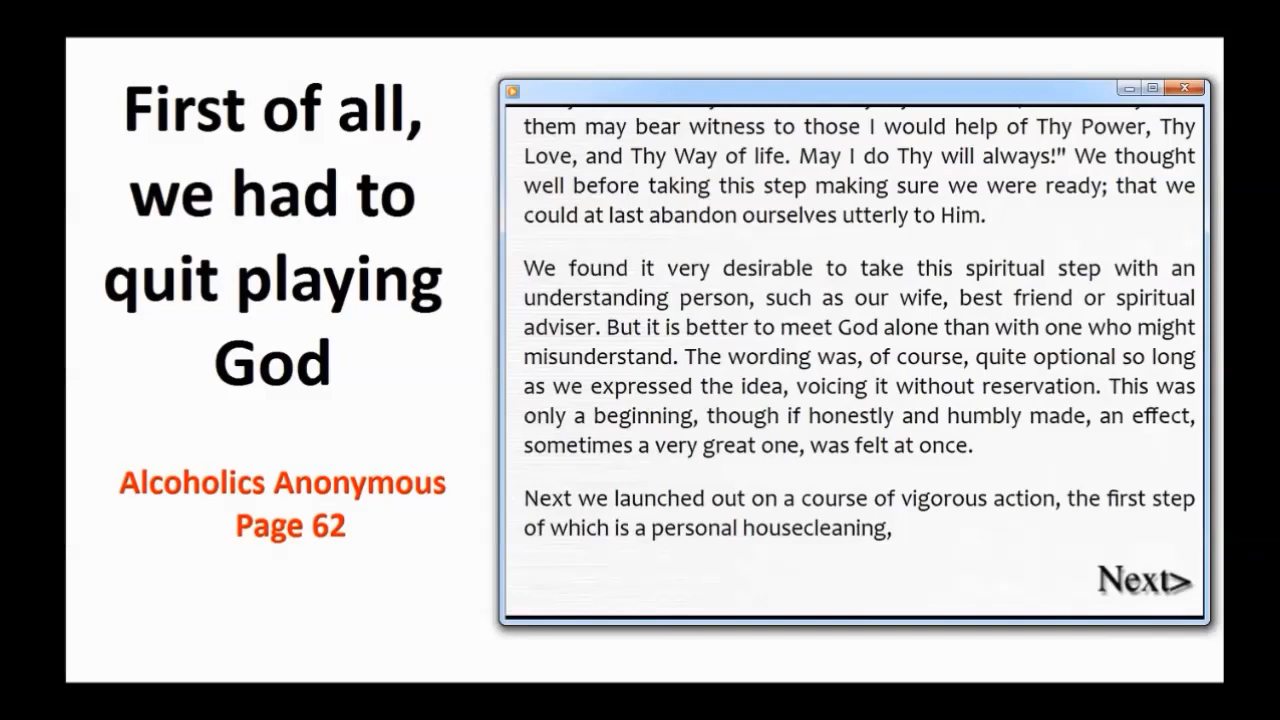 First of all,
we had to
quit playing
God
Alcoholics Anonymous
Page 62
them may bear witness to those I would help of Thy Power, Thy
Love, and Thy Way of life. May I do Thy will always!" We thought
well before taking this step making sure we were ready; that we
could at last abandon ourselves utterly to Him.
We found it very desirable to take this spiritual step with an
understanding person, such as our wife, best friend or spiritual
adviser. But it is better to meet God alone than with one who might
misunderstand. The wording was, of course, quite optional so long
as we expressed the idea, voicing it without reservation. This was
only a beginning, though if honestly and humbly made, an effect,
sometimes a very great one, was felt at once.
Next we launched out on a course of vigorous action, the first step
of which is a personal housecleaning,
Next>